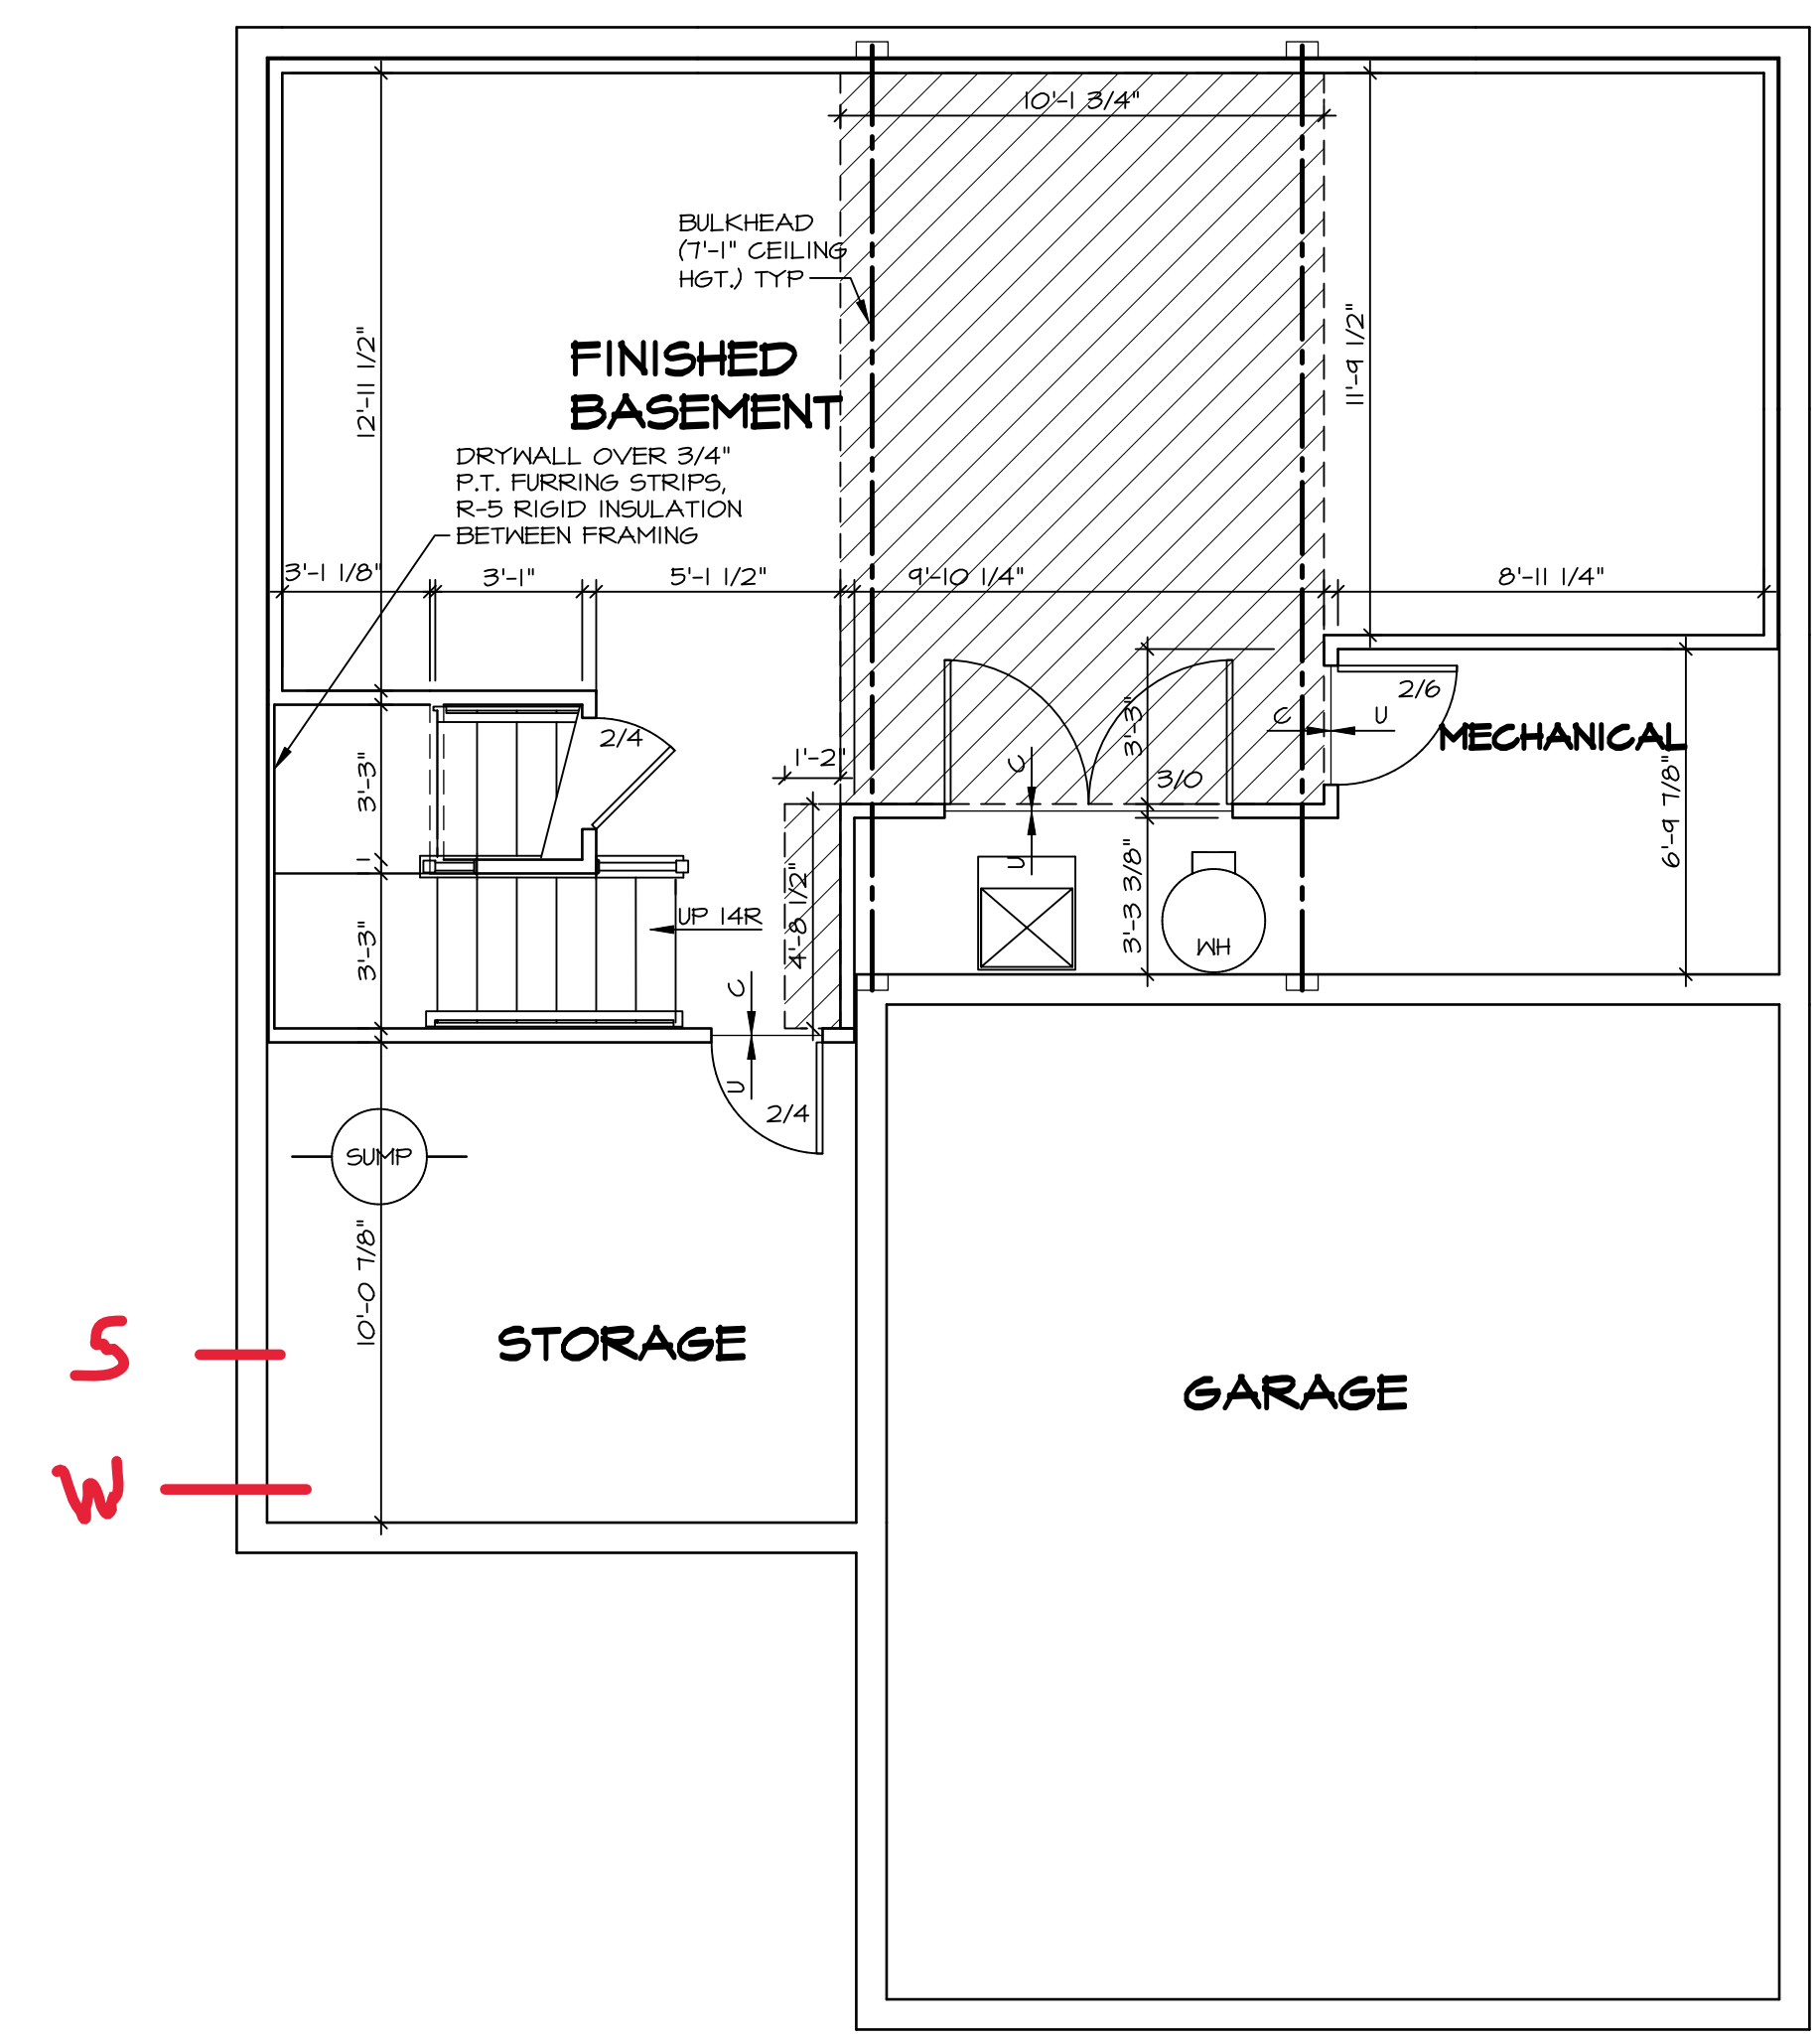 10'-1 3/4"
BULKHEAD
(7'-1" CEILING
HGT.) TYP
12'-11 1/2"
11'-9 1/2"
FINISHED
BASEMENT
DRYWALL OVER 3/4"
P.T. FURRING STRIPS,
R-5 RIGID INSULATION
BETWEEN FRAMING
3'-1 1/8"
3'-1"
5'-1 1/2"
9'-10 1/4"
8'-11 1/4"
2/6
C
U
MECHANICAL
2/4
3'-3"
1'-2"
C
3'-3"
3/0
6'-9 7/8"
U
3'-3 3/8"
4'-8 1/2"
UP 14R
3'-3"
WH
C
U
2/4
SUMP
10'-0 7/8"
S
STORAGE
GARAGE
W